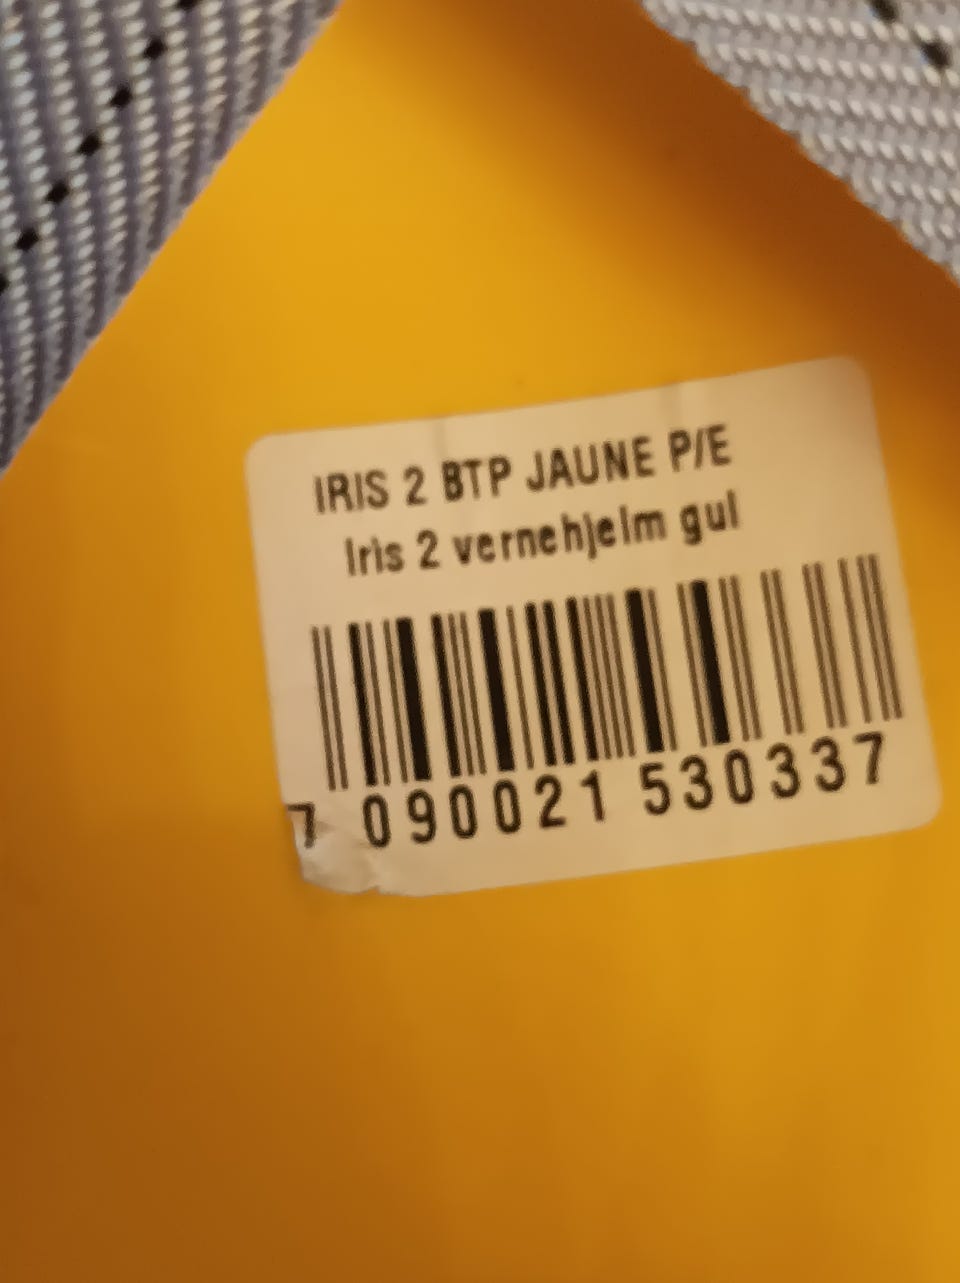 IRIS 2 BTP JAUNE P/E
Iris 2 vernehjelm gul
7 090021 530337